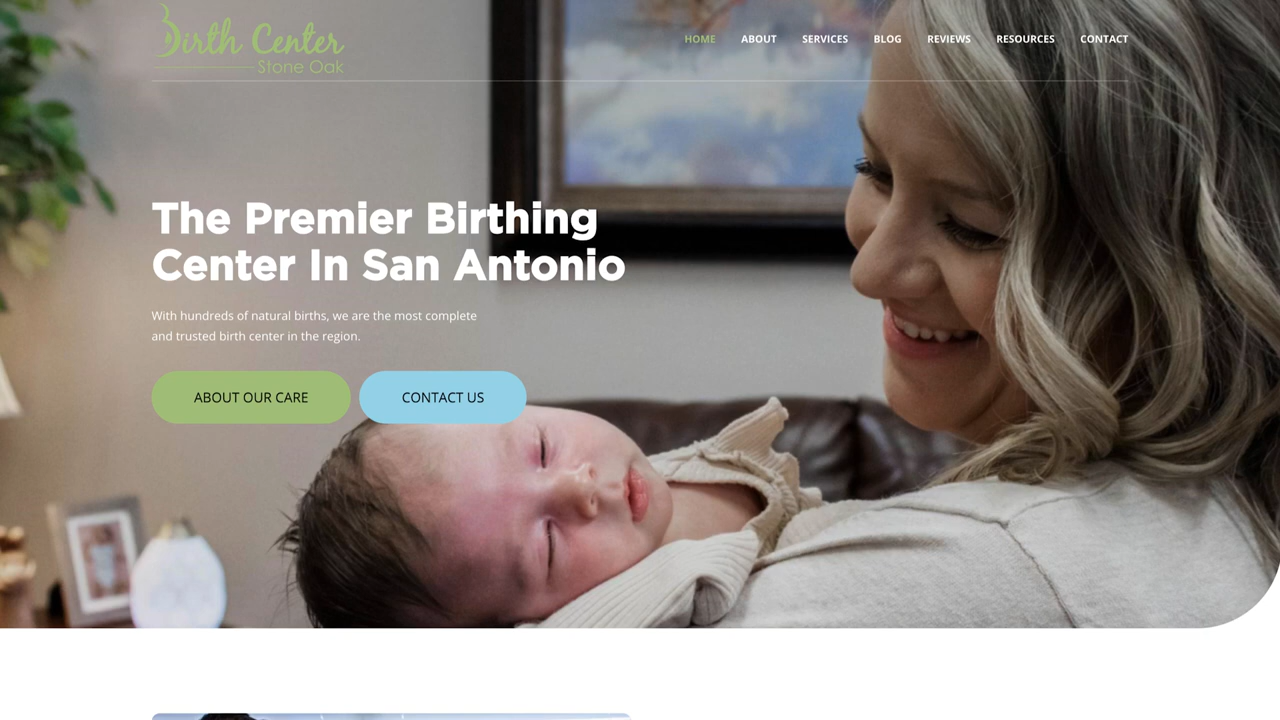 Birth Center
Stone Oak
HOME ABOUT SERVICES BLOG REVIEWS RESOURCES CONTACT
The Premier Birthing
Center In San Antonio
With hundreds of natural births, we are the most complete
and trusted birth center in the region.
ABOUT OUR CARE CONTACT US